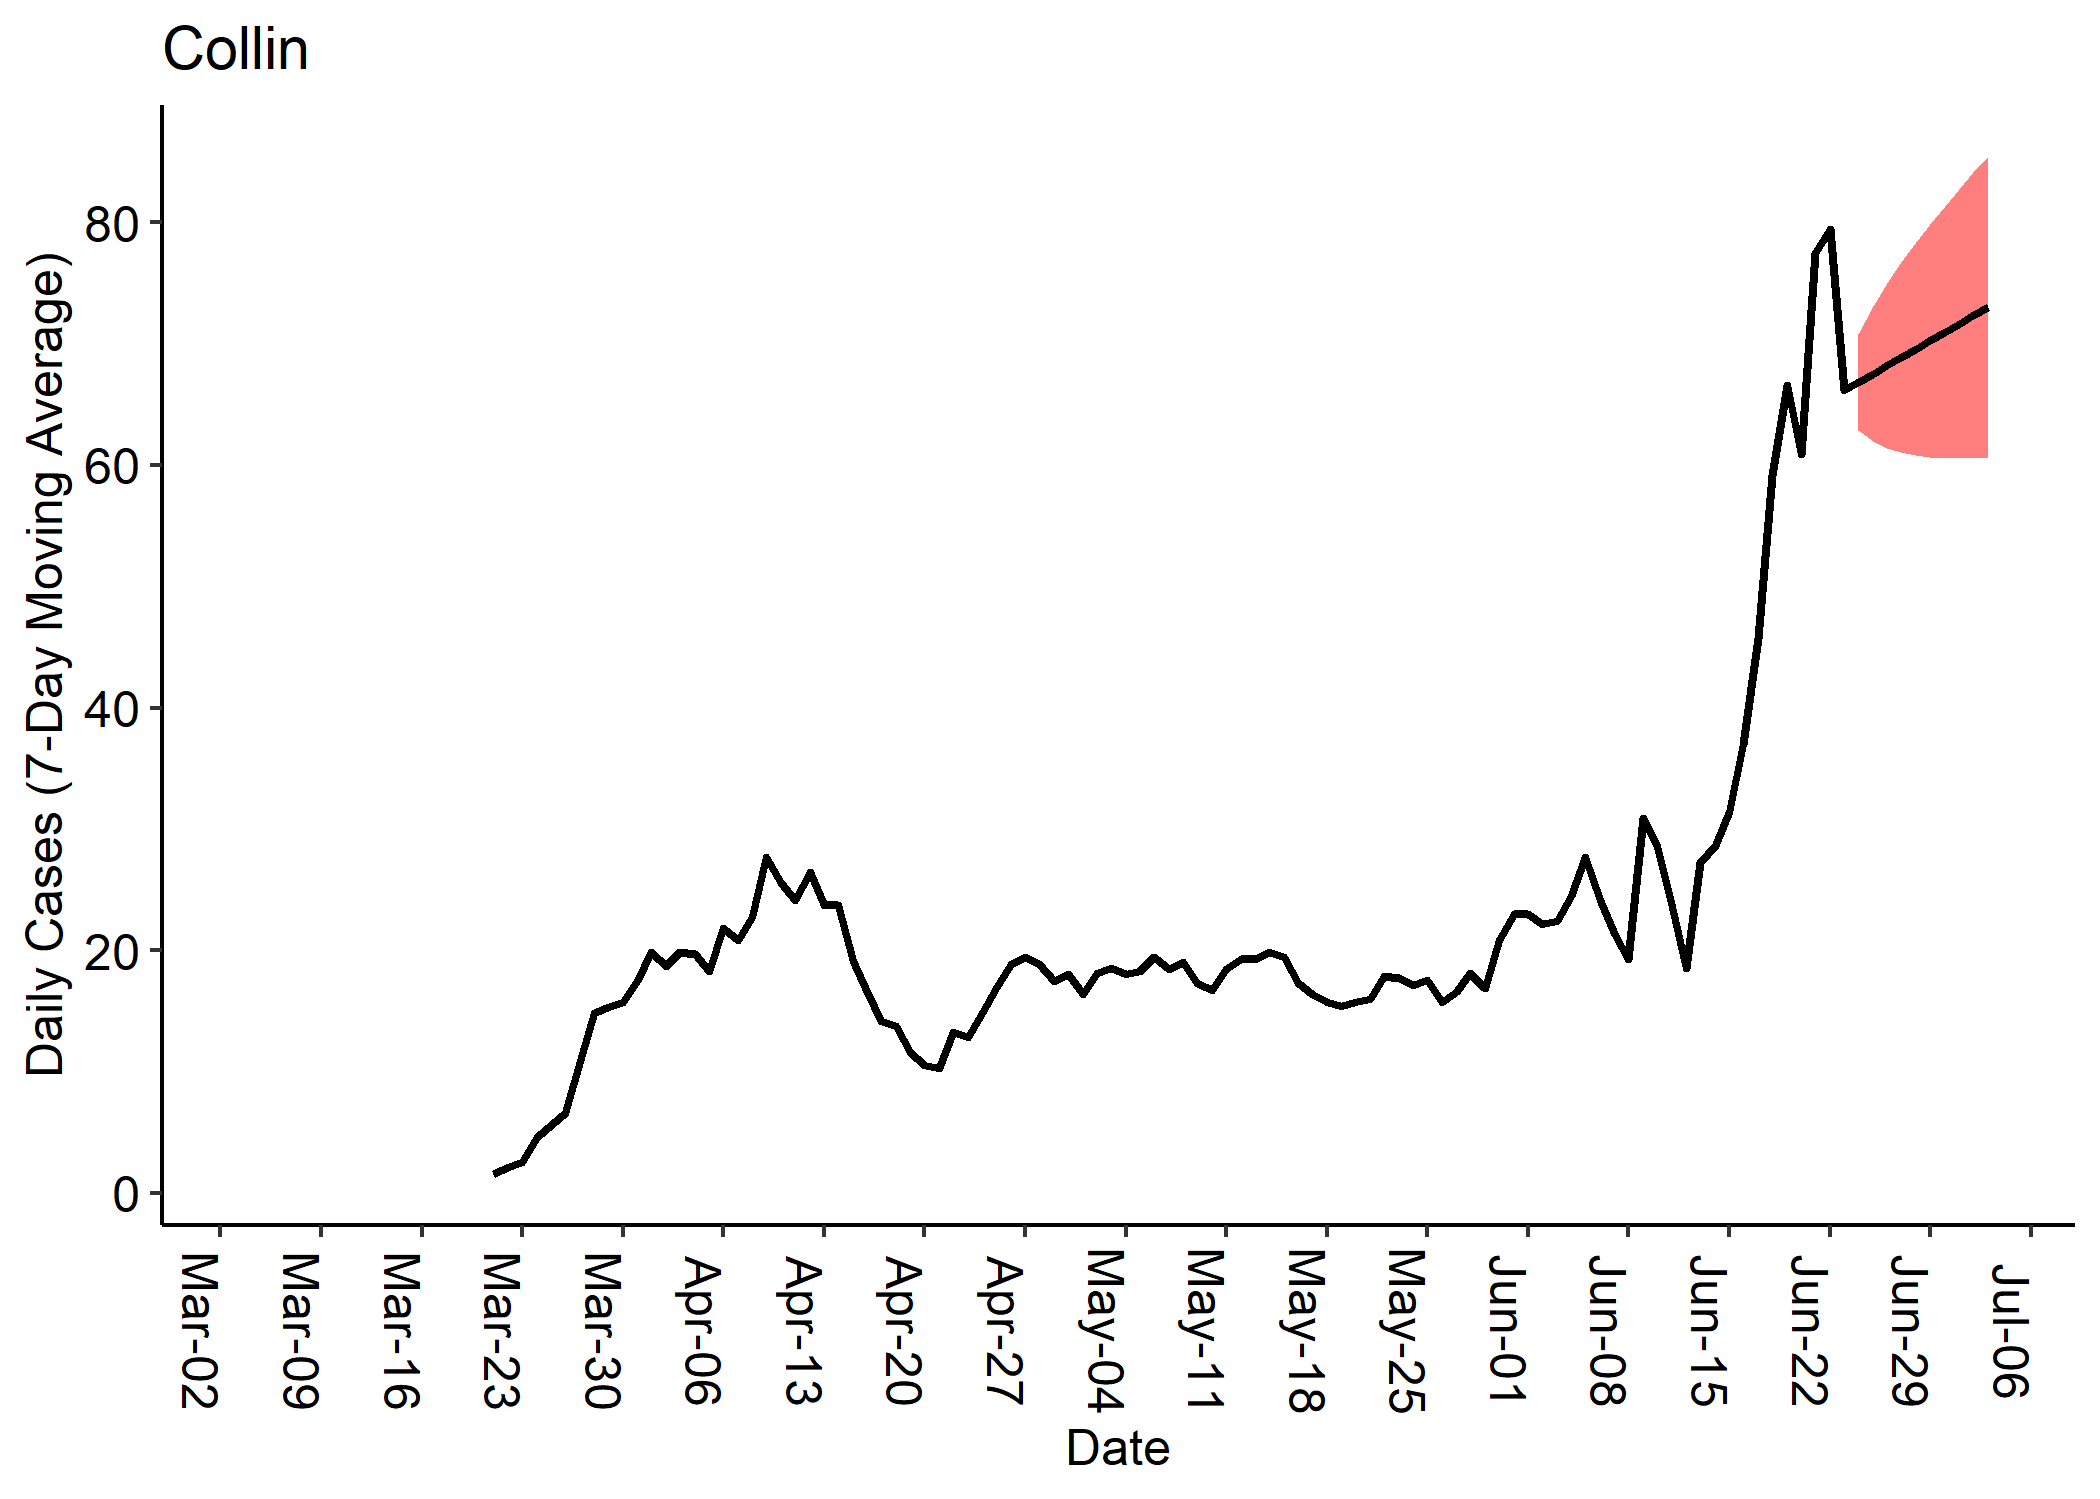 Collin
Daily Cases (7-Day Moving Average)
80
60
40
20
0
Mar-02
Mar-09
Mar-16
Mar-23
Mar-30
Apr-06
Apr-13
Apr-20
Apr-27
May-04
May-11
May-18
May-25
Jun-01
Jun-08
Jun-15
Jun-22
Jun-29
Jul-06
Date